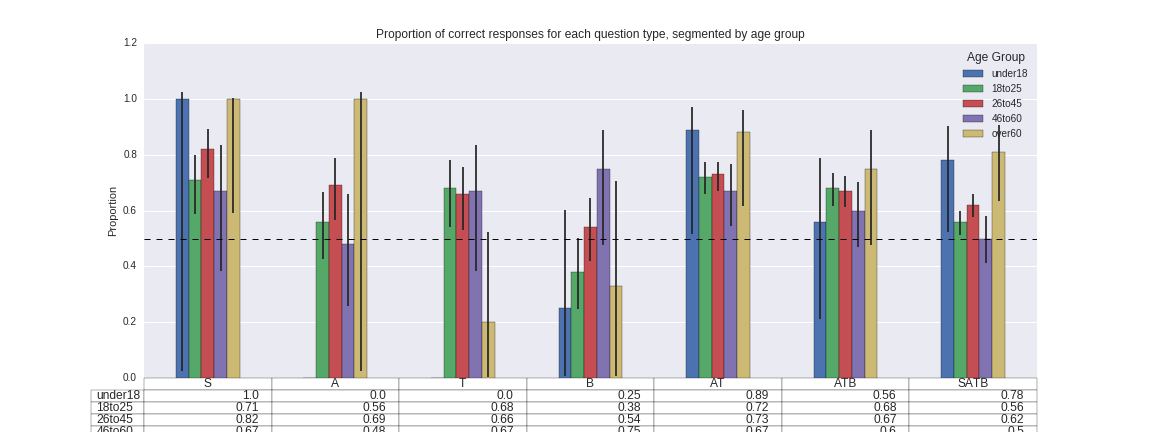 Proportion of correct responses for each question type, segmented by age group
1.2
1.0
0.8
0.6
0.4
0.2
0.0
Proportion
Age Group
under18
18to25
26to45
46to60
over60
S A T B AT ATB SATB
under18 1.0 0.0 0.0 0.25 0.89 0.56 0.78
18to25 0.71 0.56 0.68 0.38 0.72 0.68 0.56
26to45 0.82 0.69 0.66 0.54 0.73 0.67 0.62
46to60 0.67 0.48 0.67 0.75 0.67 0.6 0.5